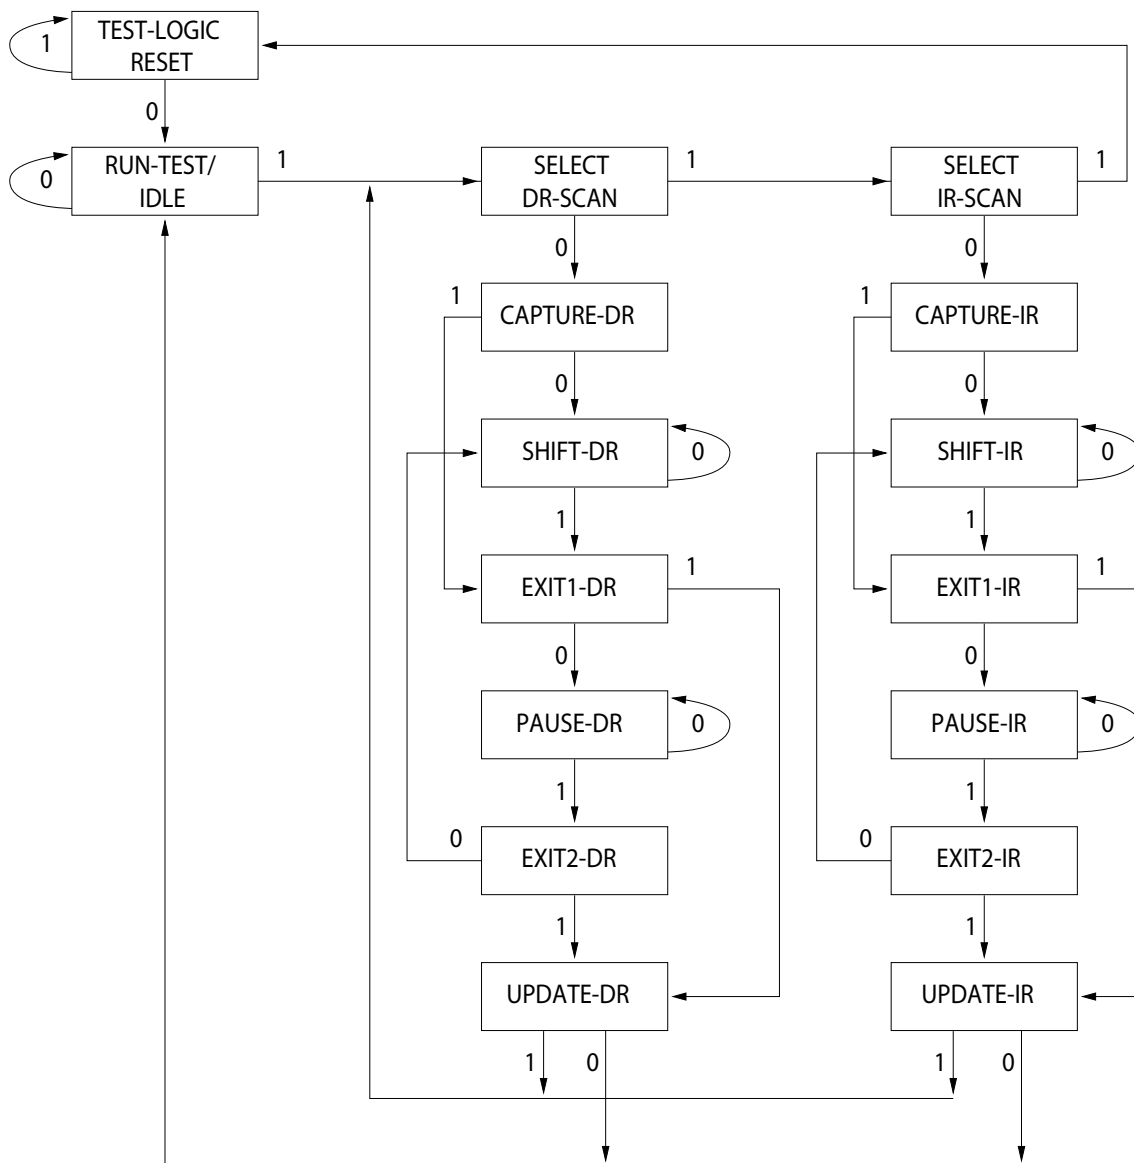 TEST-LOGIC
RESET
1
0
RUN-TEST/
IDLE
0
1
SELECT
DR-SCAN
1
SELECT
IR-SCAN
1
0
0
1
CAPTURE-DR
1
CAPTURE-IR
0
0
SHIFT-DR
0
SHIFT-IR
0
1
1
EXIT1-DR
1
EXIT1-IR
1
0
0
PAUSE-DR
0
PAUSE-IR
0
1
1
0
EXIT2-DR
0
EXIT2-IR
1
1
UPDATE-DR
UPDATE-IR
1
0
1
0